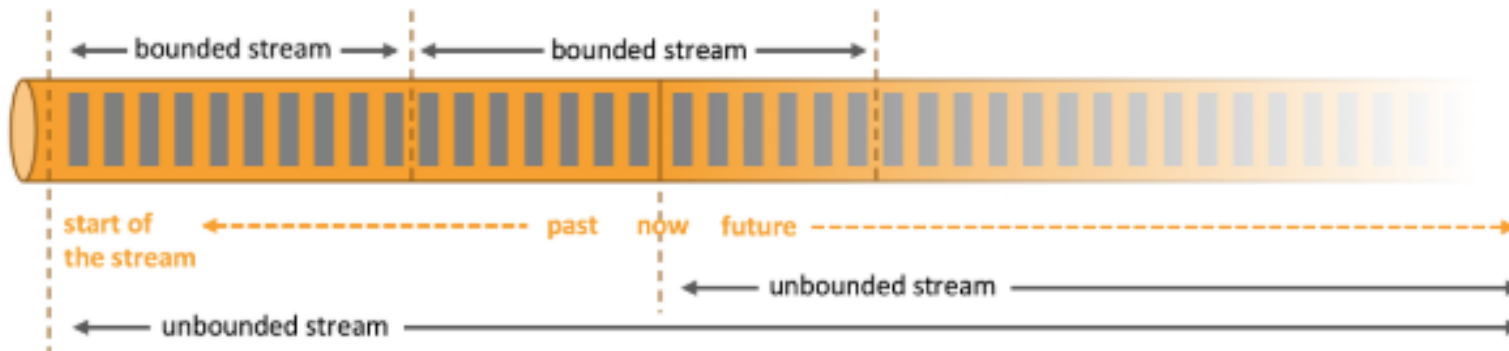 bounded stream
bounded stream
start of
the stream
past
now
future
unbounded stream
unbounded stream